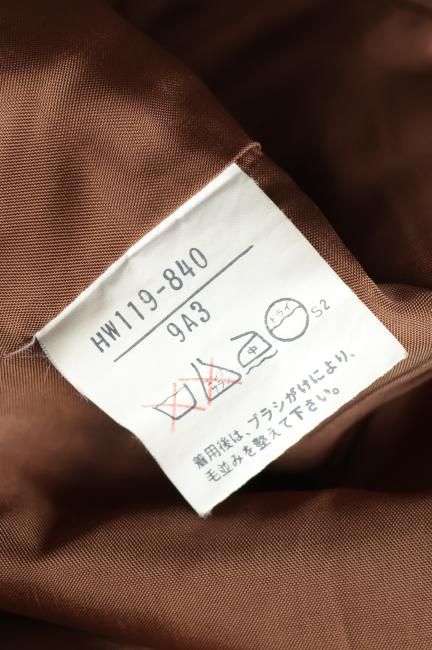 HW119-840
9A3
中 ドライ S2
着用後は、ブラシがけにより、
毛並みを整えて下さい。